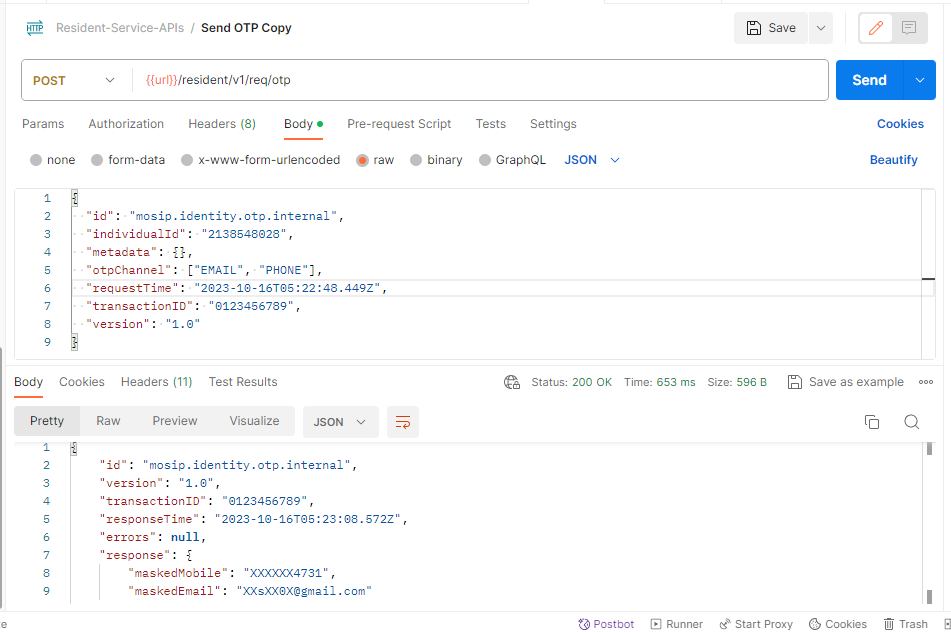 HTTP Resident-Service-APIs / Send OTP Copy Save
POST {{url}}/resident/v1/req/otp Send
Params Authorization Headers (8) Body Pre-request Script Tests Settings Cookies
none form-data x-www-form-urlencoded raw binary GraphQL JSON Beautify
1 {
2 "id": "mosip.identity.otp.internal",
3 "individualId": "2138548028",
4 "metadata": {},
5 "otpChannel": ["EMAIL", "PHONE"],
6 "requestTime": "2023-10-16T05:22:48.449Z",
7 "transactionID": "0123456789",
8 "version": "1.0"
9 }
Body Cookies Headers (11) Test Results Status: 200 OK Time: 653 ms Size: 596 B Save as example
Pretty Raw Preview Visualize JSON
1 {
2 "id": "mosip.identity.otp.internal",
3 "version": "1.0",
4 "transactionID": "0123456789",
5 "responseTime": "2023-10-16T05:23:08.572Z",
6 "errors": null,
7 "response": {
8 "maskedMobile": "XXXXXX4731",
9 "maskedEmail": "XXsXX0X@gmail.com"
Postbot Runner Start Proxy Cookies Trash